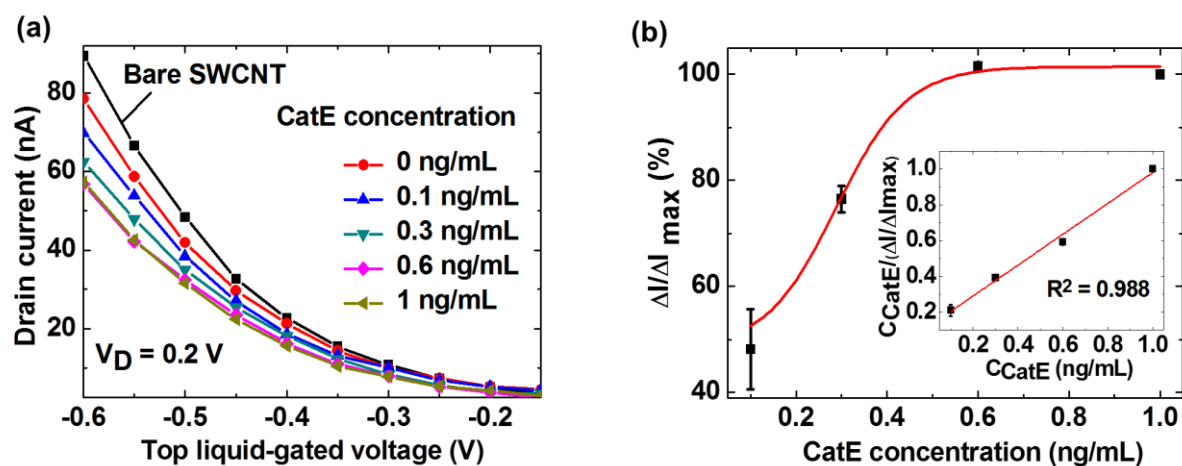 (a)
Bare SWCNT
CatE concentration
0 ng/mL
0.1 ng/mL
0.3 ng/mL
0.6 ng/mL
1 ng/mL
V_D = 0.2 V
80
60
40
20
Drain current (nA)
-0.6 -0.5 -0.4 -0.3 -0.2
Top liquid-gated voltage (V)
(b)
100
80
60
40
ΔI/ΔI max (%)
0.2 0.4 0.6 0.8 1.0
CatE concentration (ng/mL)
1.0
0.8
0.6
0.4
0.2
CCatE/(ΔI/ΔImax)
R² = 0.988
0.0 0.2 0.4 0.6 0.8 1.0
CCatE (ng/mL)